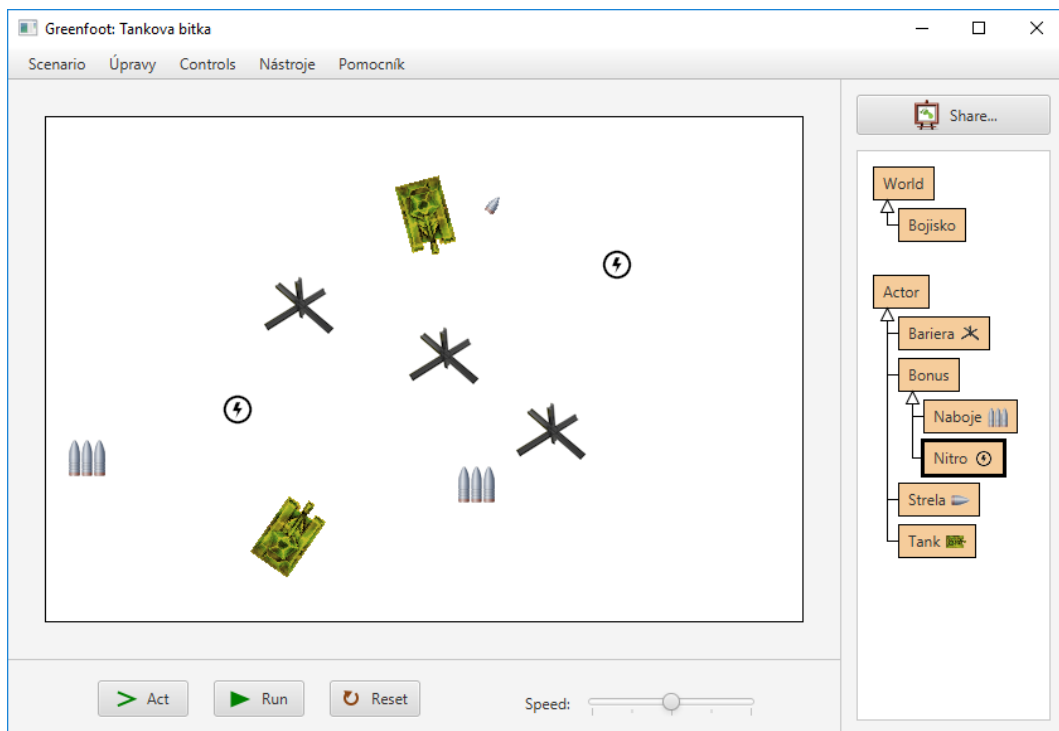 Greenfoot: Tankova bitka
Scenario Úpravy Controls Nástroje Pomocník
Share...
World
Bojisko
Actor
Bariera
Bonus
Naboje
Nitro
Strela
Tank
Act Run Reset Speed: